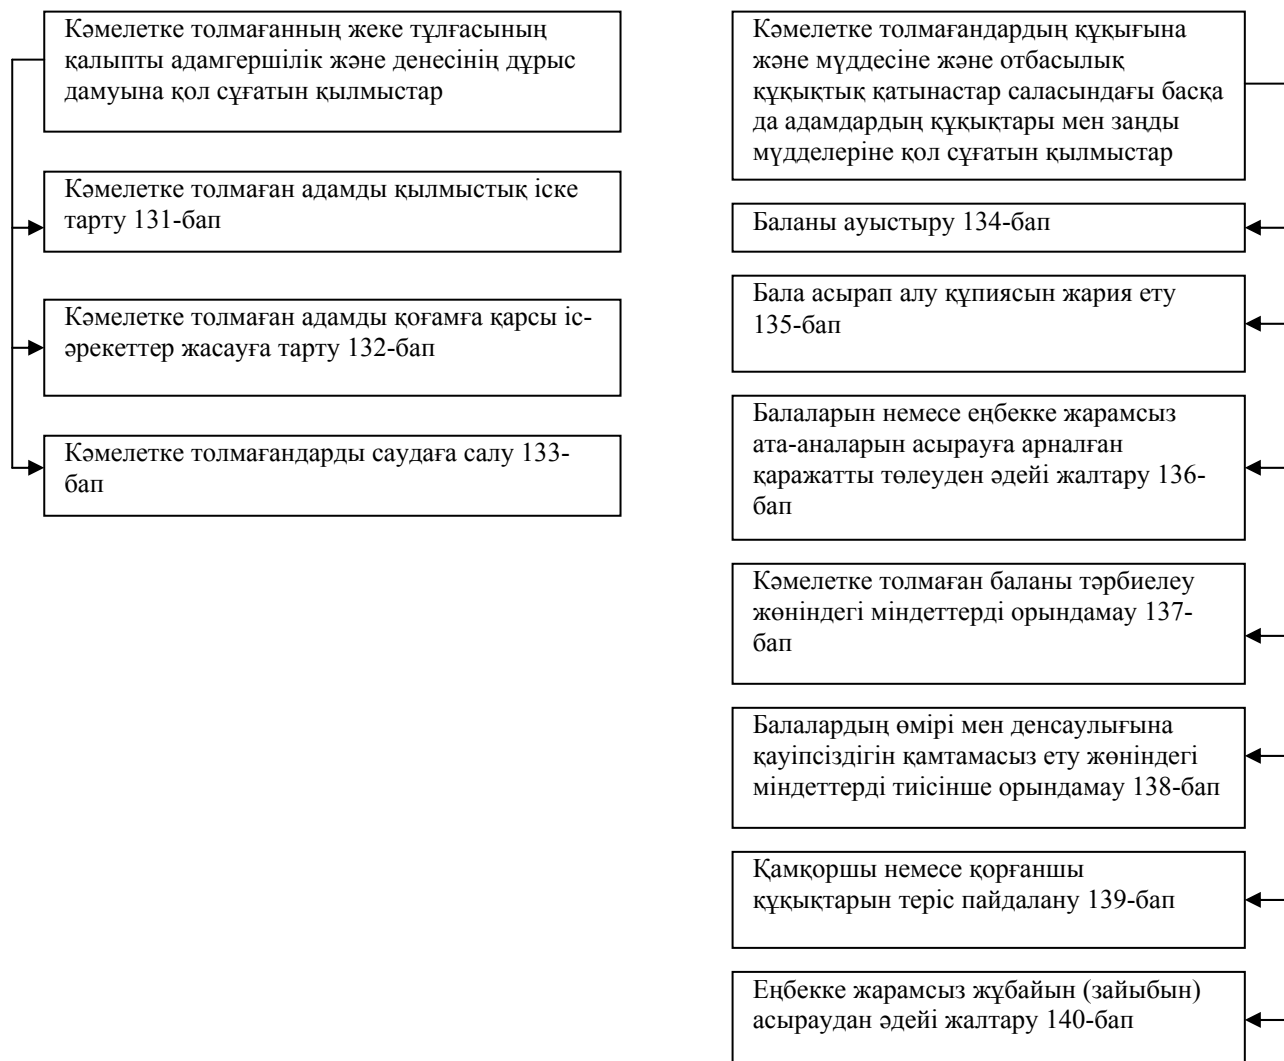 Кәмелетке толмағанның жеке тұлғасының
қалыпты адамгершілік және денесінің дұрыс
дамуына қол сұғатын қылмыстар
Кәмелетке толмаған адамды қылмыстық іске
тарту 131-бап
Кәмелетке толмаған адамды қоғамға қарсы іс-
әрекеттер жасауға тарту 132-бап
Кәмелетке толмағандарды саудаға салу 133-
бап
Кәмелетке толмағандардың құқығына
және мүддесіне және отбасылық
құқықтық қатынастар саласындағы басқа
да адамдардың құқықтары мен заңды
мүдделеріне қол сұғатын қылмыстар
Баланы ауыстыру 134-бап
Бала асырап алу құпиясын жария ету
135-бап
Балаларын немесе еңбекке жарамсыз
ата-аналарын асырауға арналған
қаражатты төлеуден әдейі жалтару 136-
бап
Кәмелетке толмаған баланы тәрбиелеу
жөніндегі міндеттерді орындамау 137-
бап
Балалардың өмірі мен денсаулығына
қауіпсіздігін қамтамасыз ету жөніндегі
міндеттерді тиісінше орындамау 138-бап
Қамқоршы немесе қорғаншы
құқықтарын теріс пайдалану 139-бап
Еңбекке жарамсыз жұбайын (зайыбын)
асыраудан әдейі жалтару 140-бап